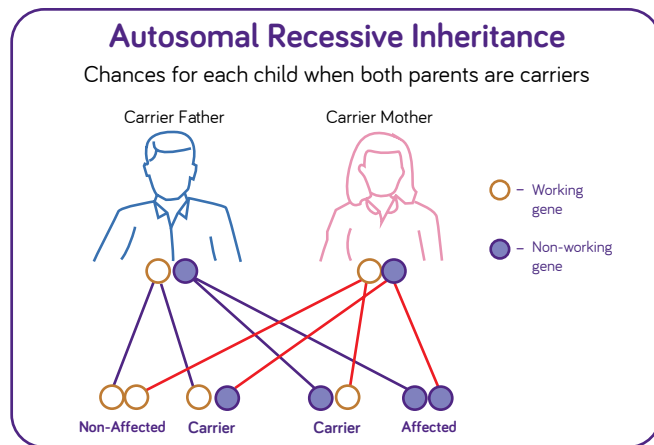 Autosomal Recessive Inheritance
Chances for each child when both parents are carriers
Carrier Father
Carrier Mother
– Working
gene
– Non-working
gene
Non-Affected
Carrier
Carrier
Affected